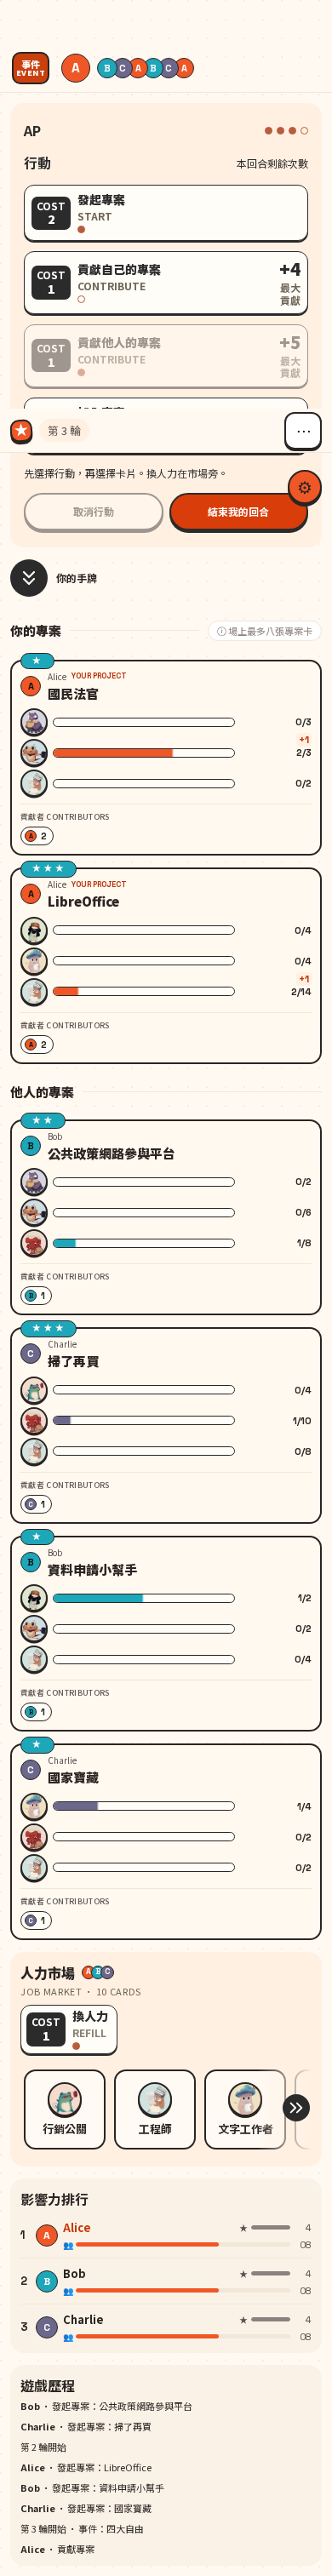 事件
EVENT
A
B C A B C A
AP
行動
本回合剩餘次數
COST
2
發起專案
START
COST
1
貢獻自己的專案
CONTRIBUTE
+4
最大
貢獻
COST
1
貢獻他人的專案
CONTRIBUTE
+5
最大
貢獻
第 3 輪
先選擇行動，再選擇卡片。換人力在市場旁。
取消行動
結束我的回合
你的手牌
你的專案
場上最多八張專案卡
A
Alice YOUR PROJECT
國民法官
0/3
+1
2/3
0/2
貢獻者 CONTRIBUTORS
A 2
A
Alice YOUR PROJECT
LibreOffice
0/4
0/4
+1
2/14
貢獻者 CONTRIBUTORS
A 2
他人的專案
B
Bob
公共政策網路參與平台
0/2
0/6
1/8
貢獻者 CONTRIBUTORS
B 1
C
Charlie
掃了再買
0/4
1/10
0/8
貢獻者 CONTRIBUTORS
C 1
B
Bob
資料申請小幫手
1/2
0/2
0/4
貢獻者 CONTRIBUTORS
B 1
C
Charlie
國家寶藏
1/4
0/2
0/2
貢獻者 CONTRIBUTORS
C 1
人力市場 A B C
JOB MARKET · 10 CARDS
COST
1
換人力
REFILL
行銷公關
工程師
文字工作者
影響力排行
1 A Alice 4
08
2 B Bob 4
08
3 C Charlie 4
08
遊戲歷程
Bob · 發起專案：公共政策網路參與平台
Charlie · 發起專案：掃了再買
第 2 輪開始
Alice · 發起專案：LibreOffice
Bob · 發起專案：資料申請小幫手
Charlie · 發起專案：國家寶藏
第 3 輪開始 · 事件：四大自由
Alice · 貢獻專案